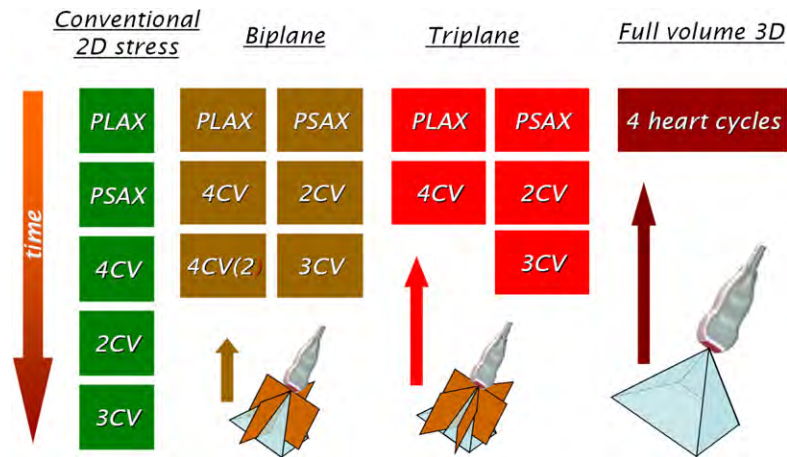 Conventional
2D stress
Biplane
Triplane
Full volume 3D
time
PLAX
PSAX
4CV
2CV
3CV
PLAX PSAX
4CV 2CV
4CV(2) 3CV
PLAX PSAX
4CV 2CV
3CV
4 heart cycles